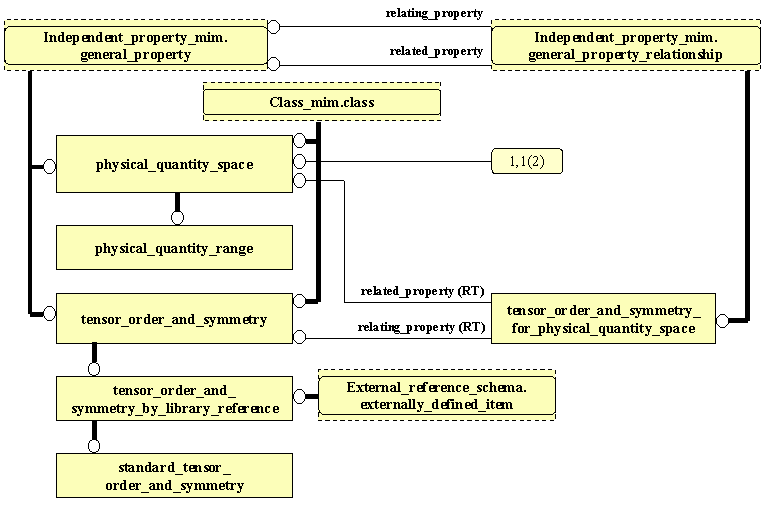 relating_property
Independent_property_mim.
general_property
Independent_property_mim.
general_property_relationship
related_property
Class_mim.class
physical_quantity_space
1,1(2)
physical_quantity_range
related_property (RT)
tensor_order_and_symmetry
relating_property (RT)
tensor_order_and_symmetry_
for_physical_quantity_space
tensor_order_and_
symmetry_by_library_reference
External_reference_schema.
externally_defined_item
standard_tensor_
order_and_symmetry